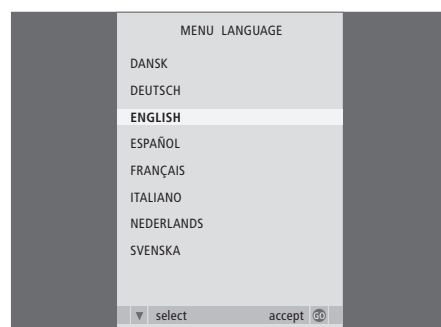 MENU LANGUAGE
DANSK
DEUTSCH
ENGLISH
ESPAÑOL
FRANÇAIS
ITALIANO
NEDERLANDS
SVENSKA
select accept GO